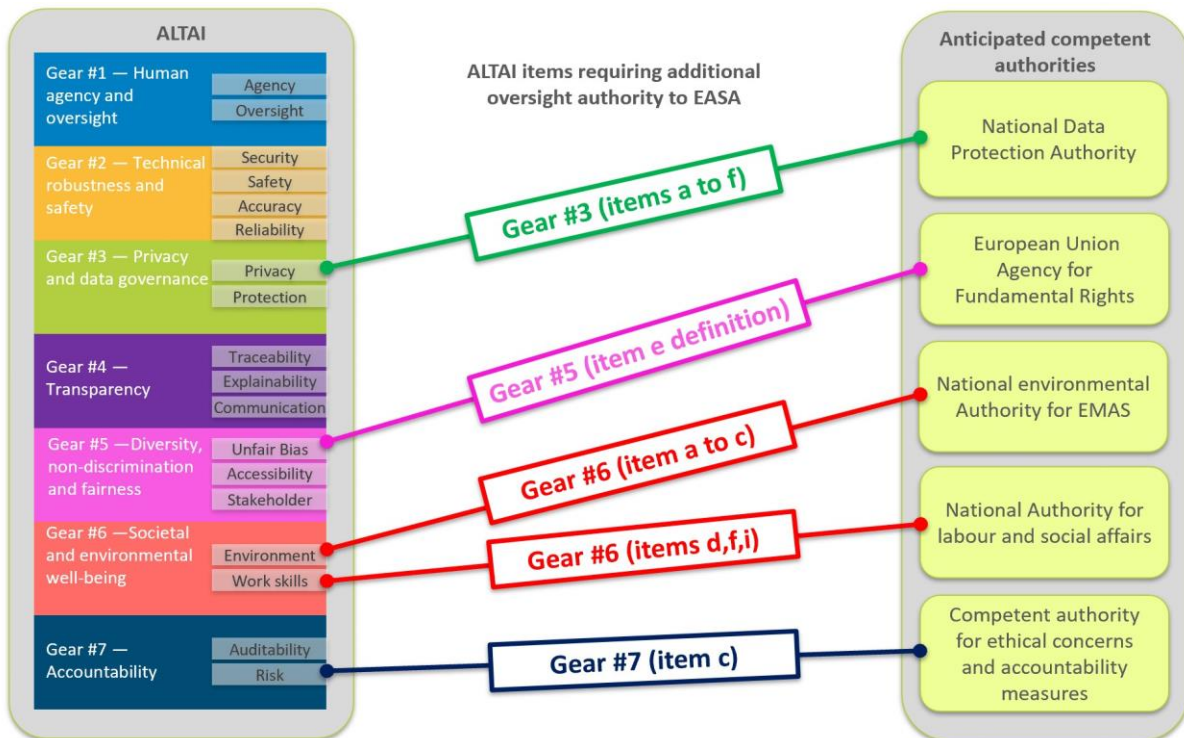 ALTAI
Gear #1 — Human
agency and
oversight
Agency
Oversight
Gear #2 — Technical
robustness and
safety
Security
Safety
Accuracy
Reliability
Gear #3 — Privacy
and data governance
Privacy
Protection
Gear #4 —
Transparency
Traceability
Explainability
Communication
Gear #5 —Diversity,
non-discrimination
and fairness
Unfair Bias
Accessibility
Stakeholder
Gear #6 —Societal
and environmental
well-being
Environment
Work skills
Gear #7 —
Accountability
Auditability
Risk
ALTAI items requiring additional
oversight authority to EASA
Gear #3 (items a to f)
Gear #5 (item e definition)
Gear #6 (item a to c)
Gear #6 (items d,f,i)
Gear #7 (item c)
Anticipated competent
authorities
National Data
Protection Authority
European Union
Agency for
Fundamental Rights
National environmental
Authority for EMAS
National Authority for
labour and social affairs
Competent authority
for ethical concerns
and accountability
measures